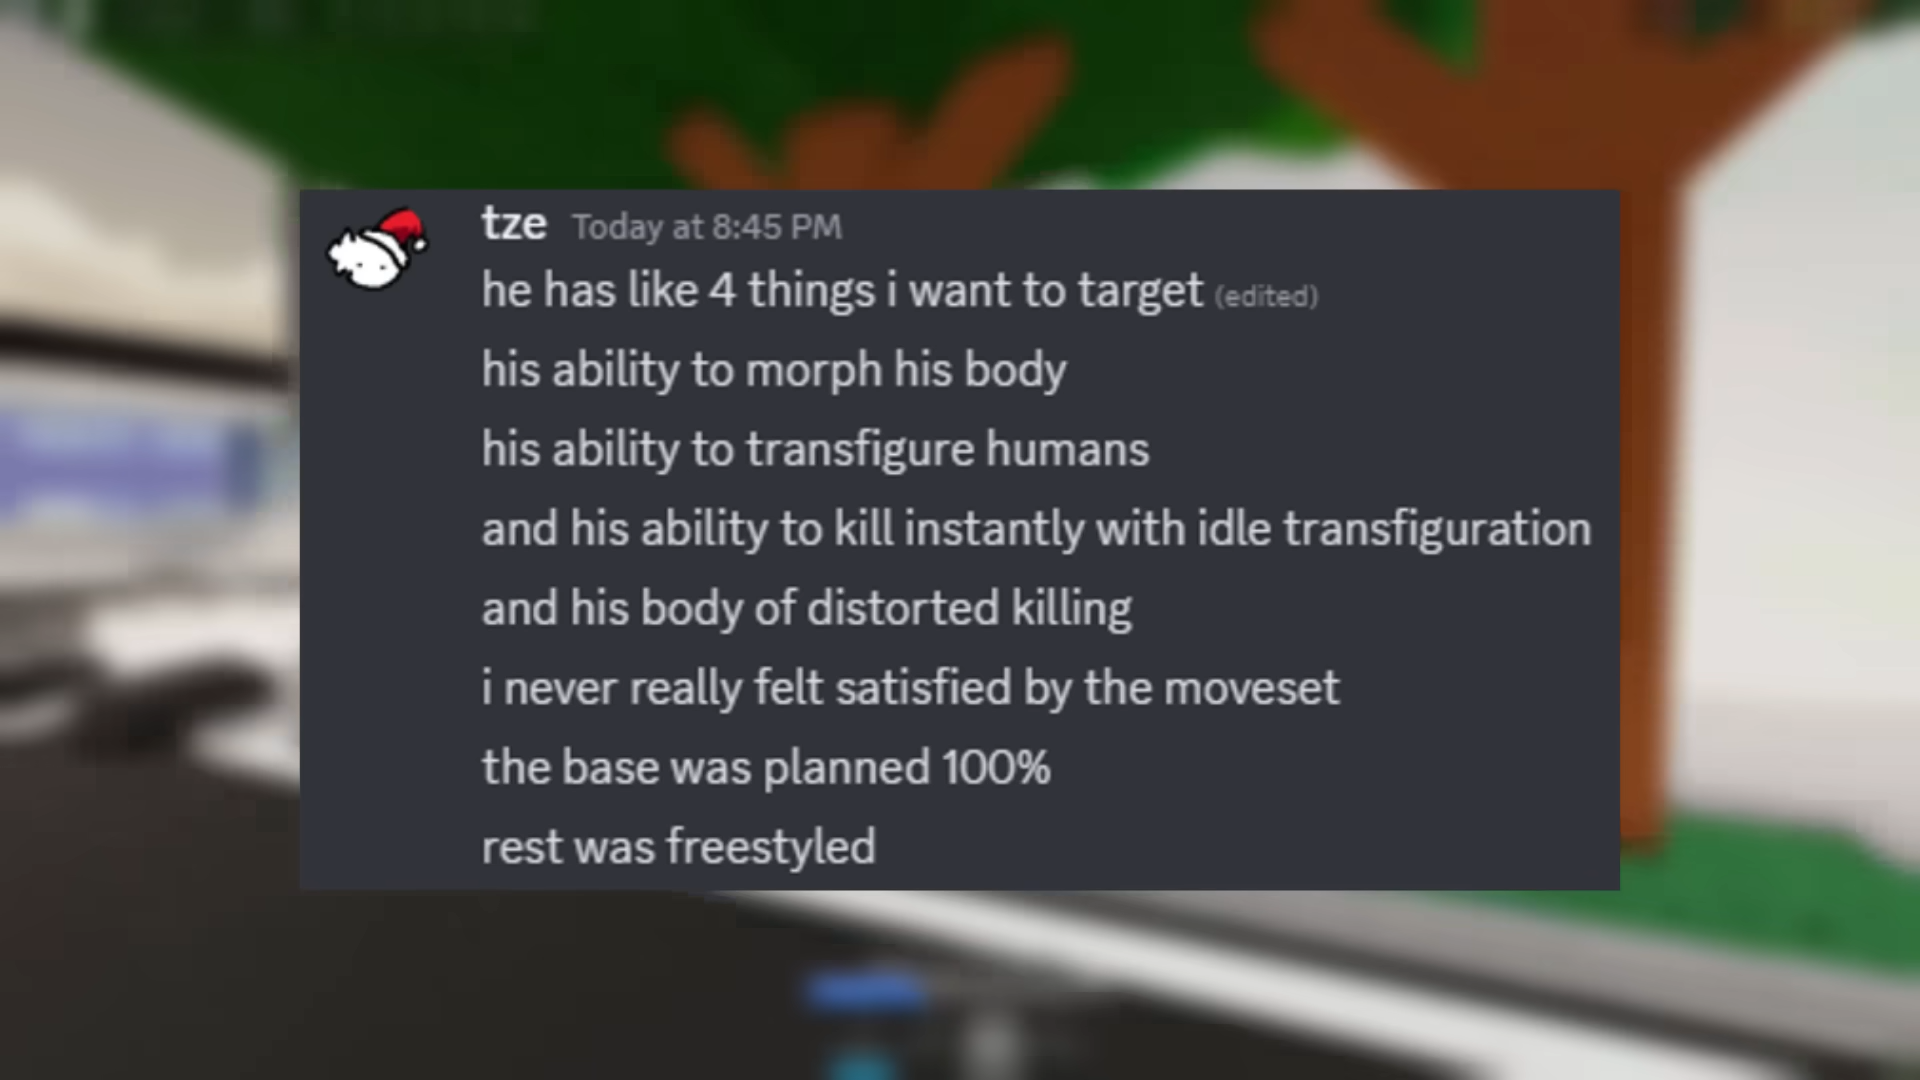 tze Today at 8:45 PM
he has like 4 things i want to target (edited)
his ability to morph his body
his ability to transfigure humans
and his ability to kill instantly with idle transfiguration
and his body of distorted killing
i never really felt satisfied by the moveset
the base was planned 100%
rest was freestyled